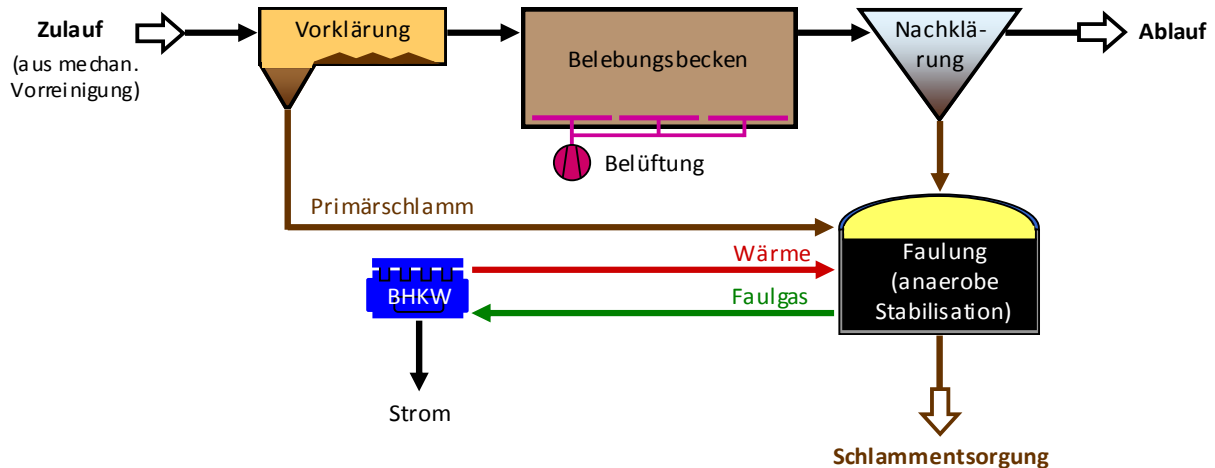 Zulauf
(aus mechan.
Vorreinigung)
Vorklärung
Belebungsbecken
Nachklä-
rung
Ablauf
Belüftung
Primärschlamm
Wärme
Faulgas
BHKW
Faulung
(anaerobe
Stabilisation)
Strom
Schlammentsorgung